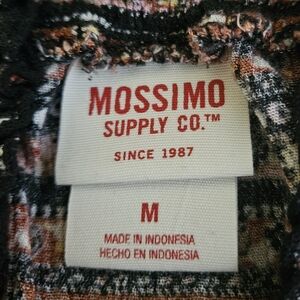 MOSSIMO
SUPPLY CO.™
SINCE 1987
M
MADE IN INDONESIA
HECHO EN INDONESIA